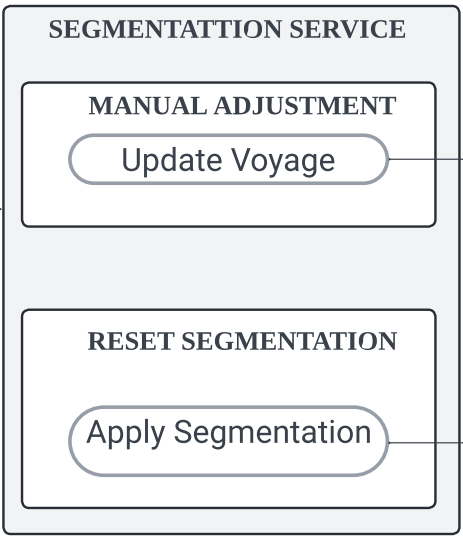 SEGMENTATTION SERVICE
MANUAL ADJUSTMENT
Update Voyage
RESET SEGMENTATION
Apply Segmentation